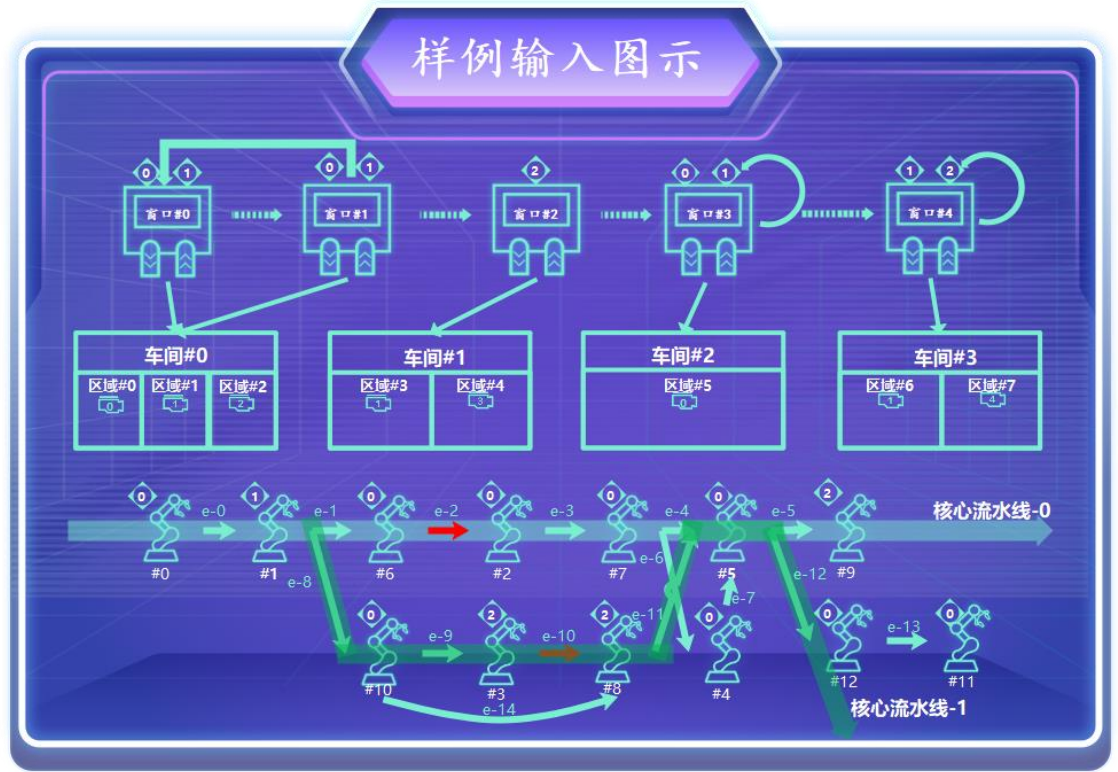 样例输入图示
0 1 0 1 2 0 1 1 2
窗口#0 窗口#1 窗口#2 窗口#3 窗口#4
车间#0 车间#1 车间#2 车间#3
区域#0 区域#1 区域#2 区域#3 区域#4 区域#5 区域#6 区域#7
0 1 2 1 3 0 1 4
0 1 0 0 0 0 2
e-0 e-1 e-2 e-3 e-4 e-5
核心流水线-0
#0 #1 #6 #2 #7 #5 #9
e-8 e-6 e-12
e-7
0 2 2 e-11 0 0 0
e-9 e-10 e-13
#10 #3 #8 #4 #12 #11
e-14
核心流水线-1